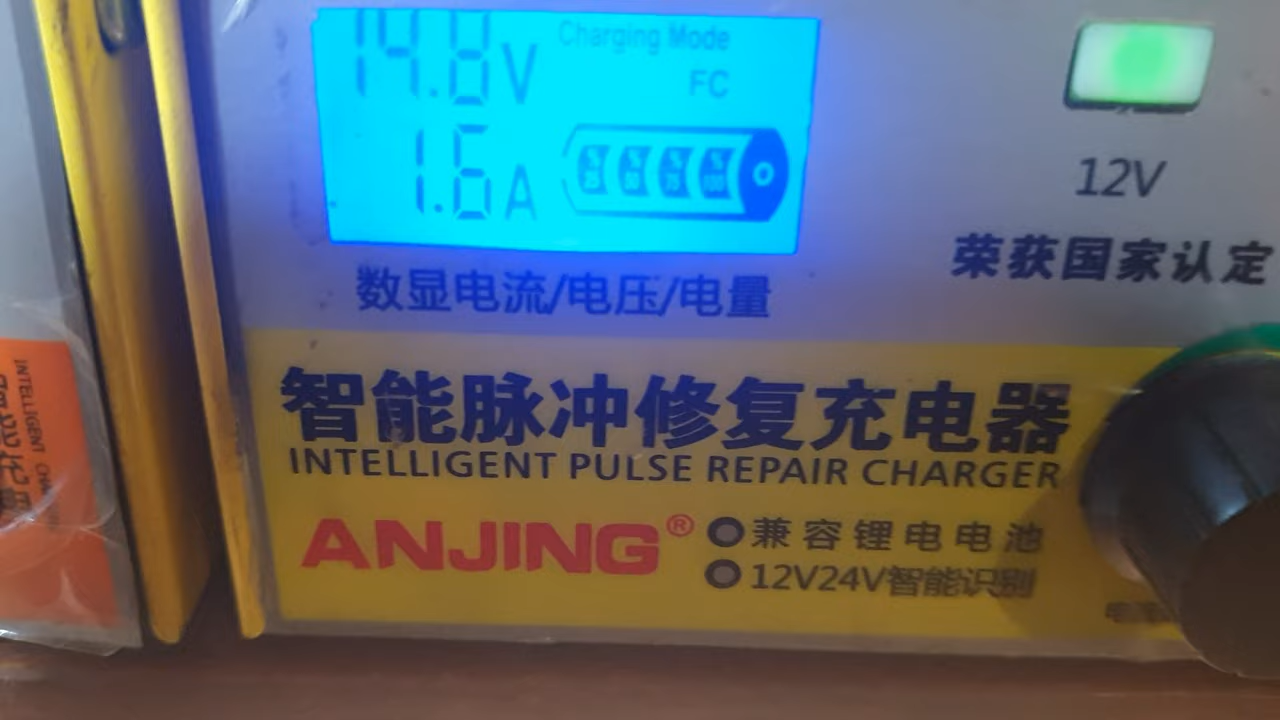 14.8V
Charging Mode
FC
1.6A
12V
数显电流/电压/电量
荣获国家认定
智能脉冲修复充电器
INTELLIGENT PULSE REPAIR CHARGER
ANJING®
兼容锂电电池
12V24V智能识别
INTELLIGENT